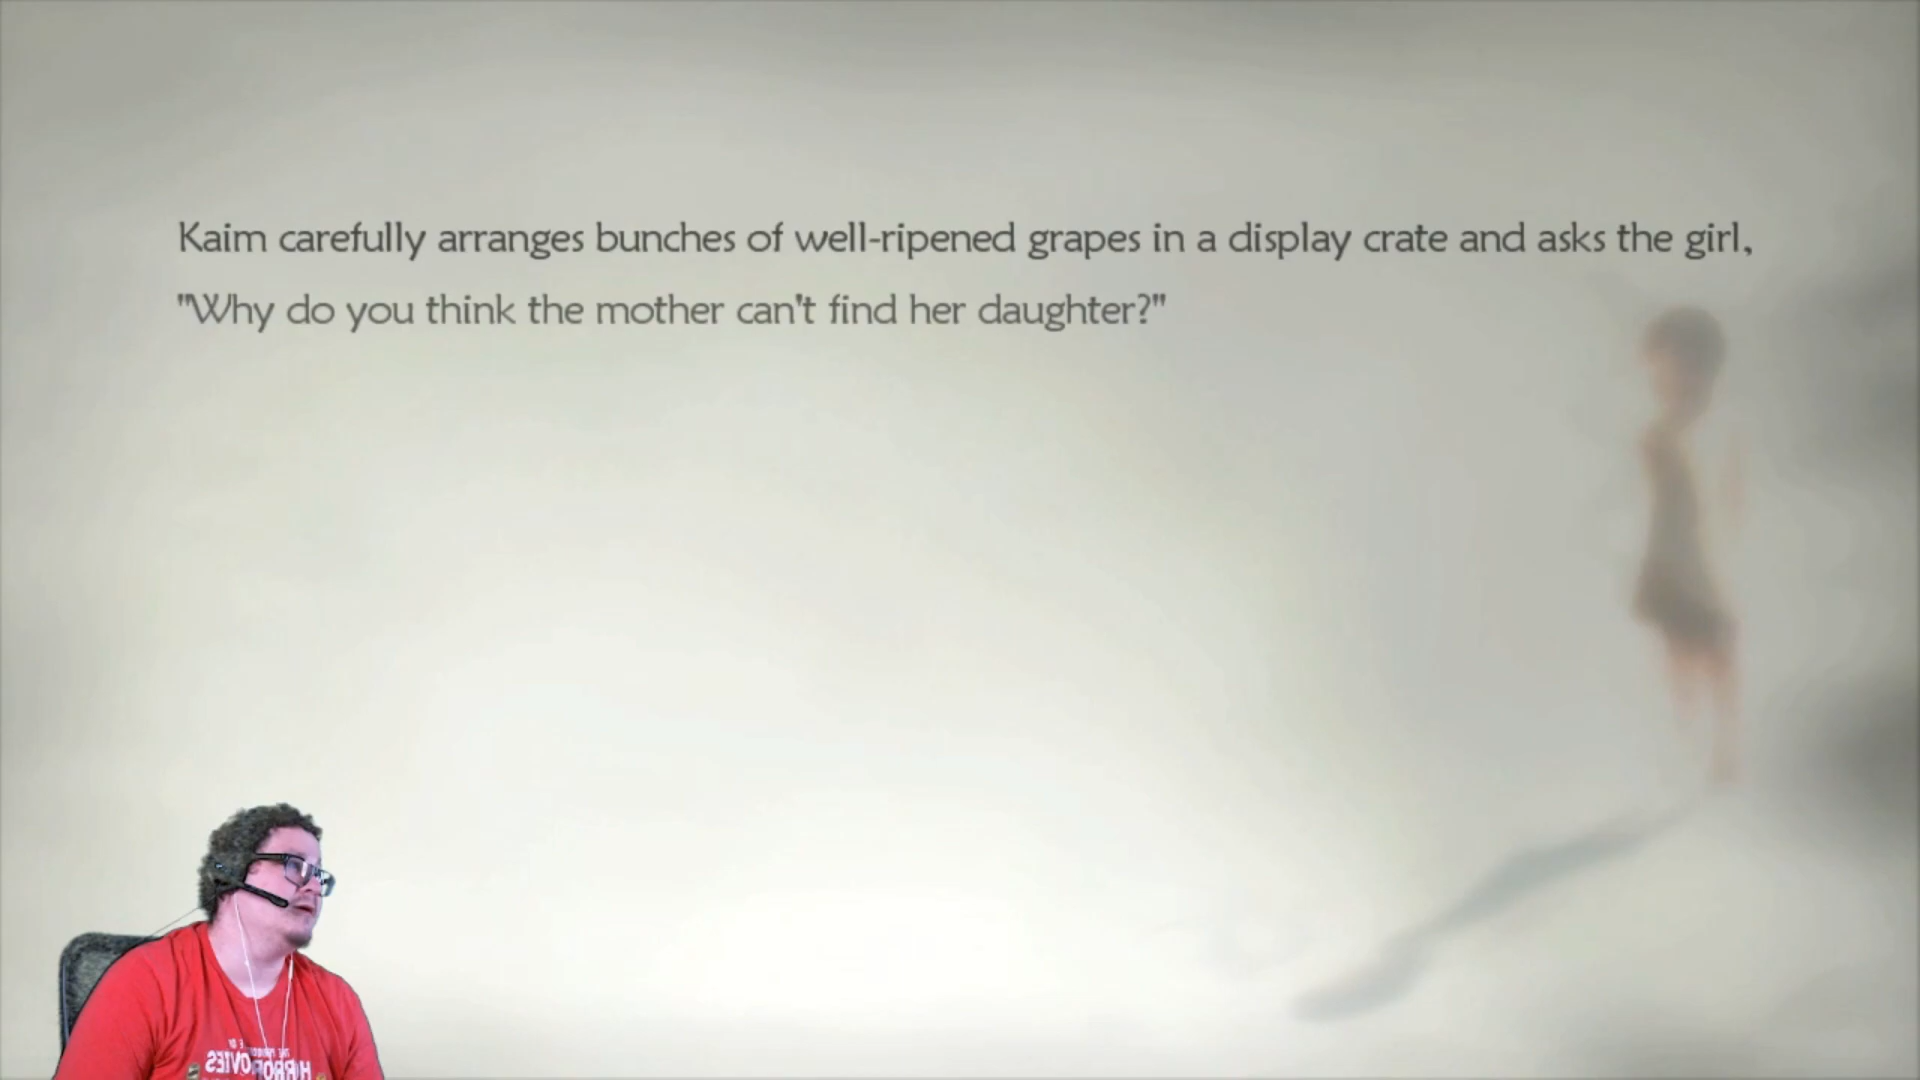 Kaim carefully arranges bunches of well-ripened grapes in a display crate and asks the girl,
"Why do you think the mother can't find her daughter?"